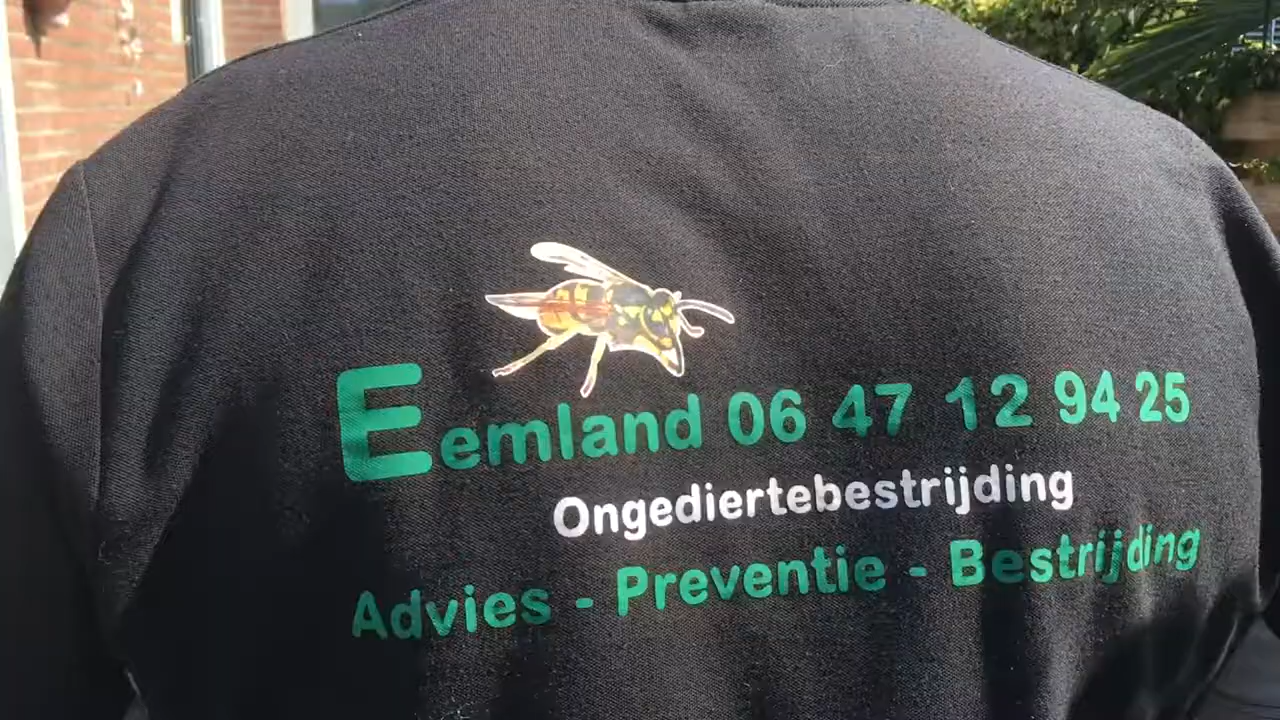 Eemland 06 47 12 94 25
Ongediertebestrijding
Advies - Preventie - Bestrijding